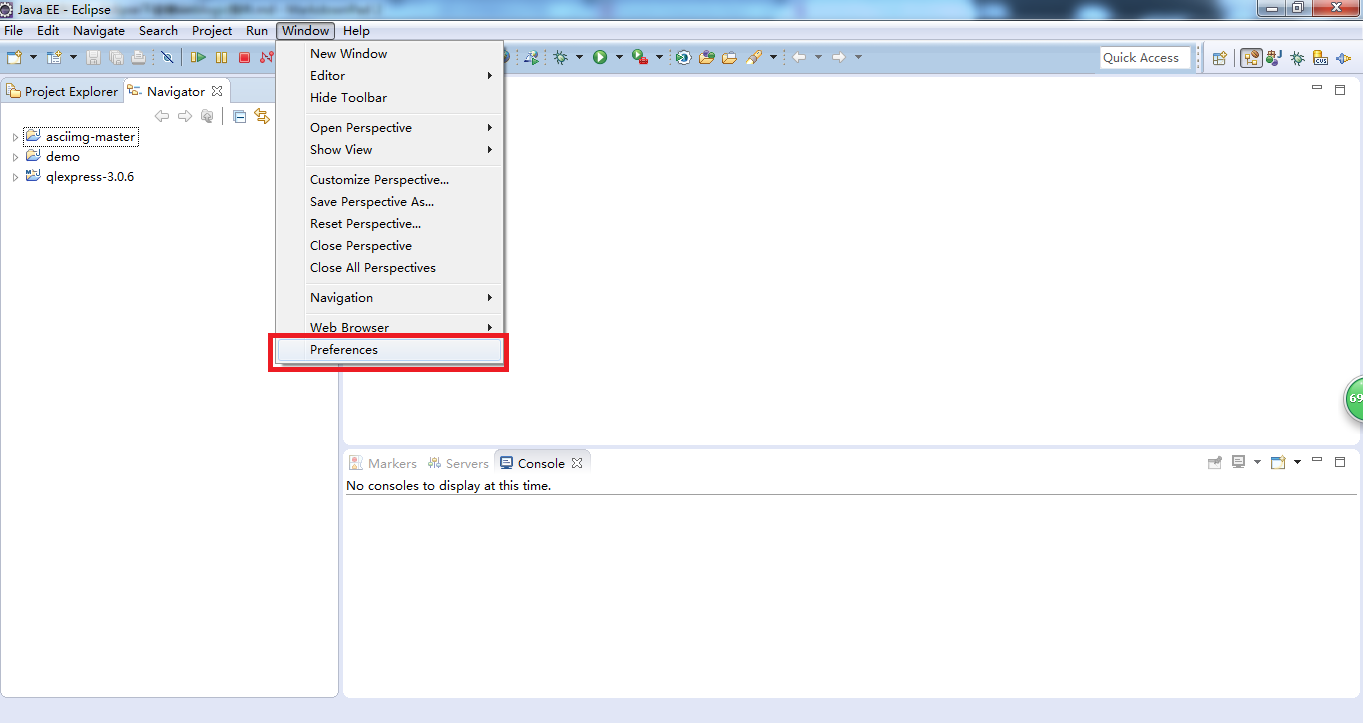 Java EE - Eclipse
File Edit Navigate Search Project Run Window Help
Quick Access
Project Explorer Navigator
asciimg-master
demo
qlexpress-3.0.6
New Window
Editor
Hide Toolbar
Open Perspective
Show View
Customize Perspective...
Save Perspective As...
Reset Perspective...
Close Perspective
Close All Perspectives
Navigation
Web Browser
Preferences
69
Markers Servers Console
No consoles to display at this time.